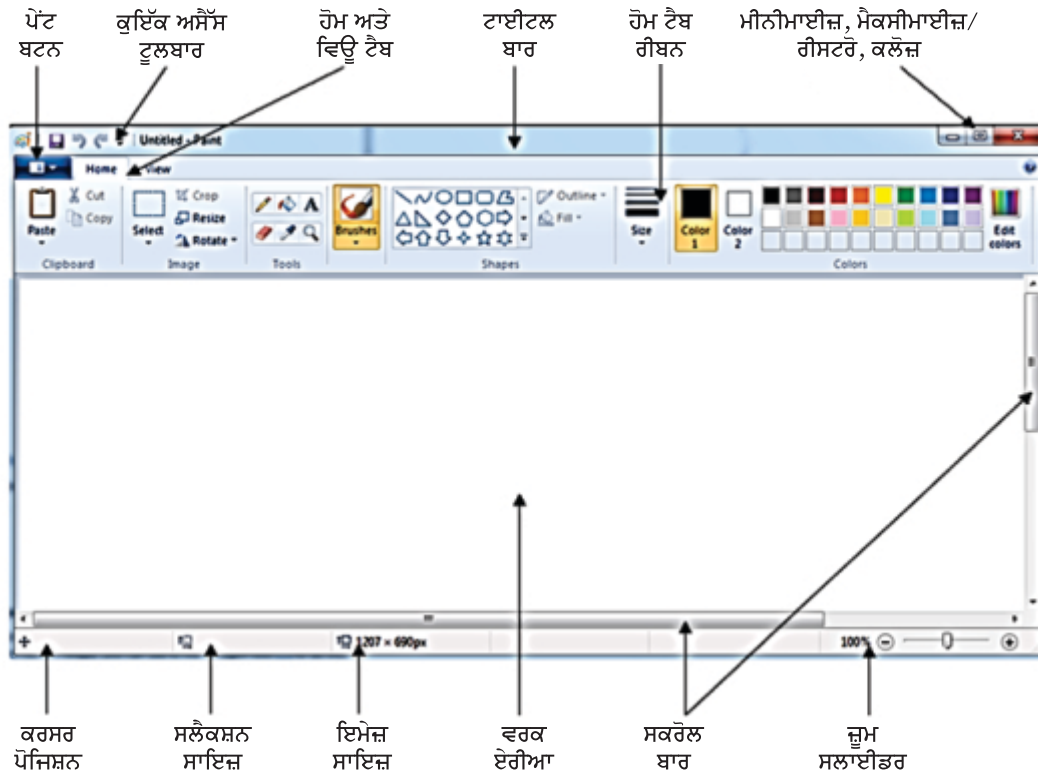 ਪੇਂਟ
ਬਟਨ
ਕੁਇੱਕ ਅਸੈੱਸ
ਟੂਲਬਾਰ
ਹੋਮ ਅਤੇ
ਵਿਊ ਟੈਬ
ਟਾਈਟਲ
ਬਾਰ
ਹੋਮ ਟੈਬ
ਰੀਬਨ
ਮੀਨੀਮਾਈਜ਼, ਮੈਕਸੀਮਾਈਜ਼/
ਰੀਸਟਰੋ, ਕਲੋਜ਼
Untitled - Paint
Home View
Paste
Cut
Copy
Clipboard
Select
Crop
Resize
Rotate
Image
Tools
Brushes
Outline
Fill
Shapes
Size
Color
1
Color
2
Edit
colors
Colors
1207 × 690px
100%
ਕਰਸਰ
ਪੋਜਿਸ਼ਨ
ਸਲੈਕਸ਼ਨ
ਸਾਇਜ਼
ਇਮੇਜ਼
ਸਾਇਜ਼
ਵਰਕ
ਏਰੀਆ
ਸਕਰੋਲ
ਬਾਰ
ਜ਼ੂਮ
ਸਲਾਈਡਰ